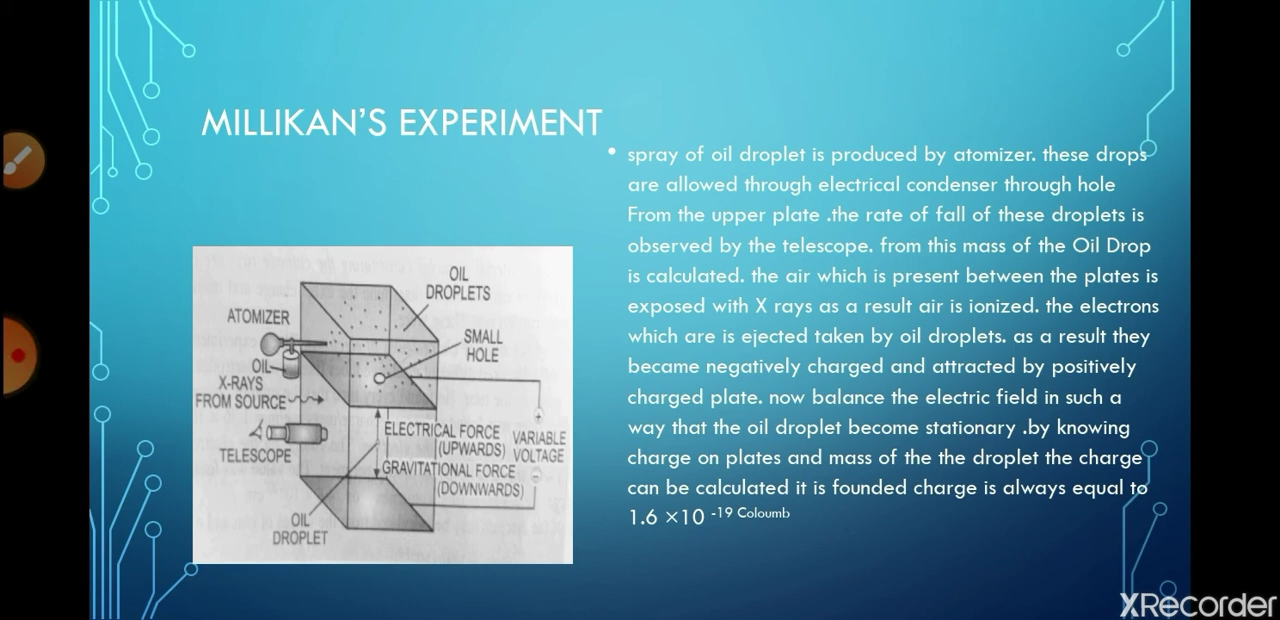 MILLIKAN'S EXPERIMENT
• spray of oil droplet is produced by atomizer. these drops
are allowed through electrical condenser through hole
From the upper plate .the rate of fall of these droplets is
observed by the telescope. from this mass of the Oil Drop
is calculated. the air which is present between the plates is
exposed with X rays as a result air is ionized. the electrons
which are is ejected taken by oil droplets. as a result they
became negatively charged and attracted by positively
charged plate. now balance the electric field in such a
way that the oil droplet become stationary .by knowing
charge on plates and mass of the the droplet the charge
can be calculated it is founded charge is always equal to
1.6 ×10 -19 Coloumb
OIL
DROPLETS
ATOMIZER
SMALL
HOLE
OIL
X-RAYS
FROM SOURCE
+
ELECTRICAL FORCE
(UPWARDS)
VARIABLE
VOLTAGE
TELESCOPE
GRAVITATIONAL FORCE
(DOWNWARDS)
−
OIL
DROPLET
XRecorder